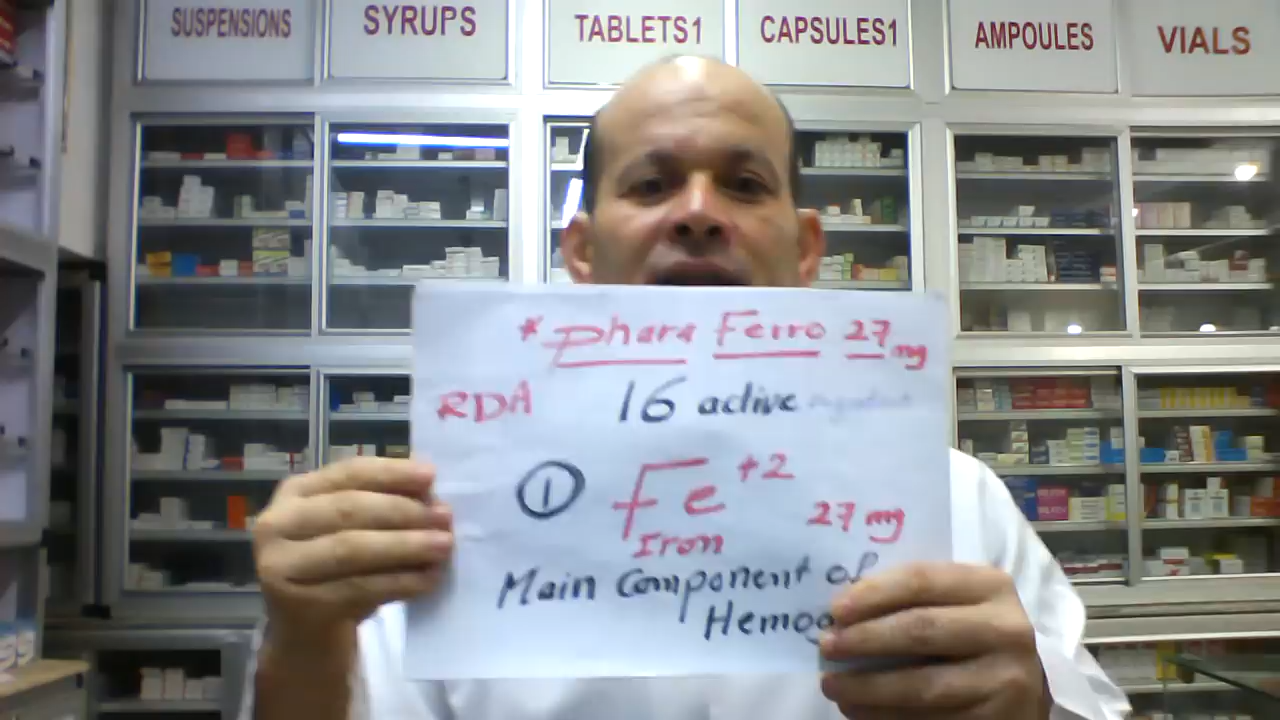 SUSPENSIONS
SYRUPS
TABLETS1
CAPSULES1
AMPOULES
VIALS
* Phara Ferro 27 mg
RDA 16 active
1 Fe +2 27 mg
Iron
Main Component of
Hemog